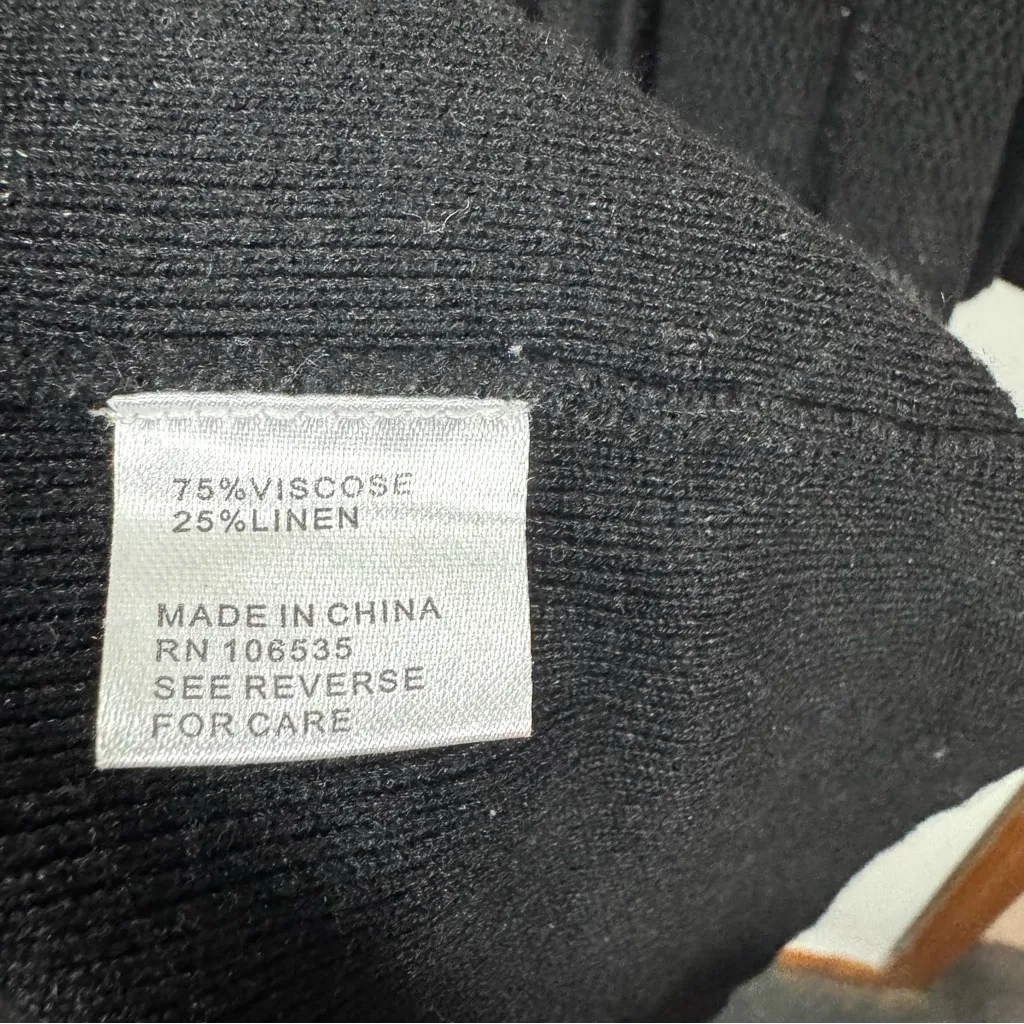 75%VISCOSE
25%LINEN
MADE IN CHINA
RN 106535
SEE REVERSE
FOR CARE